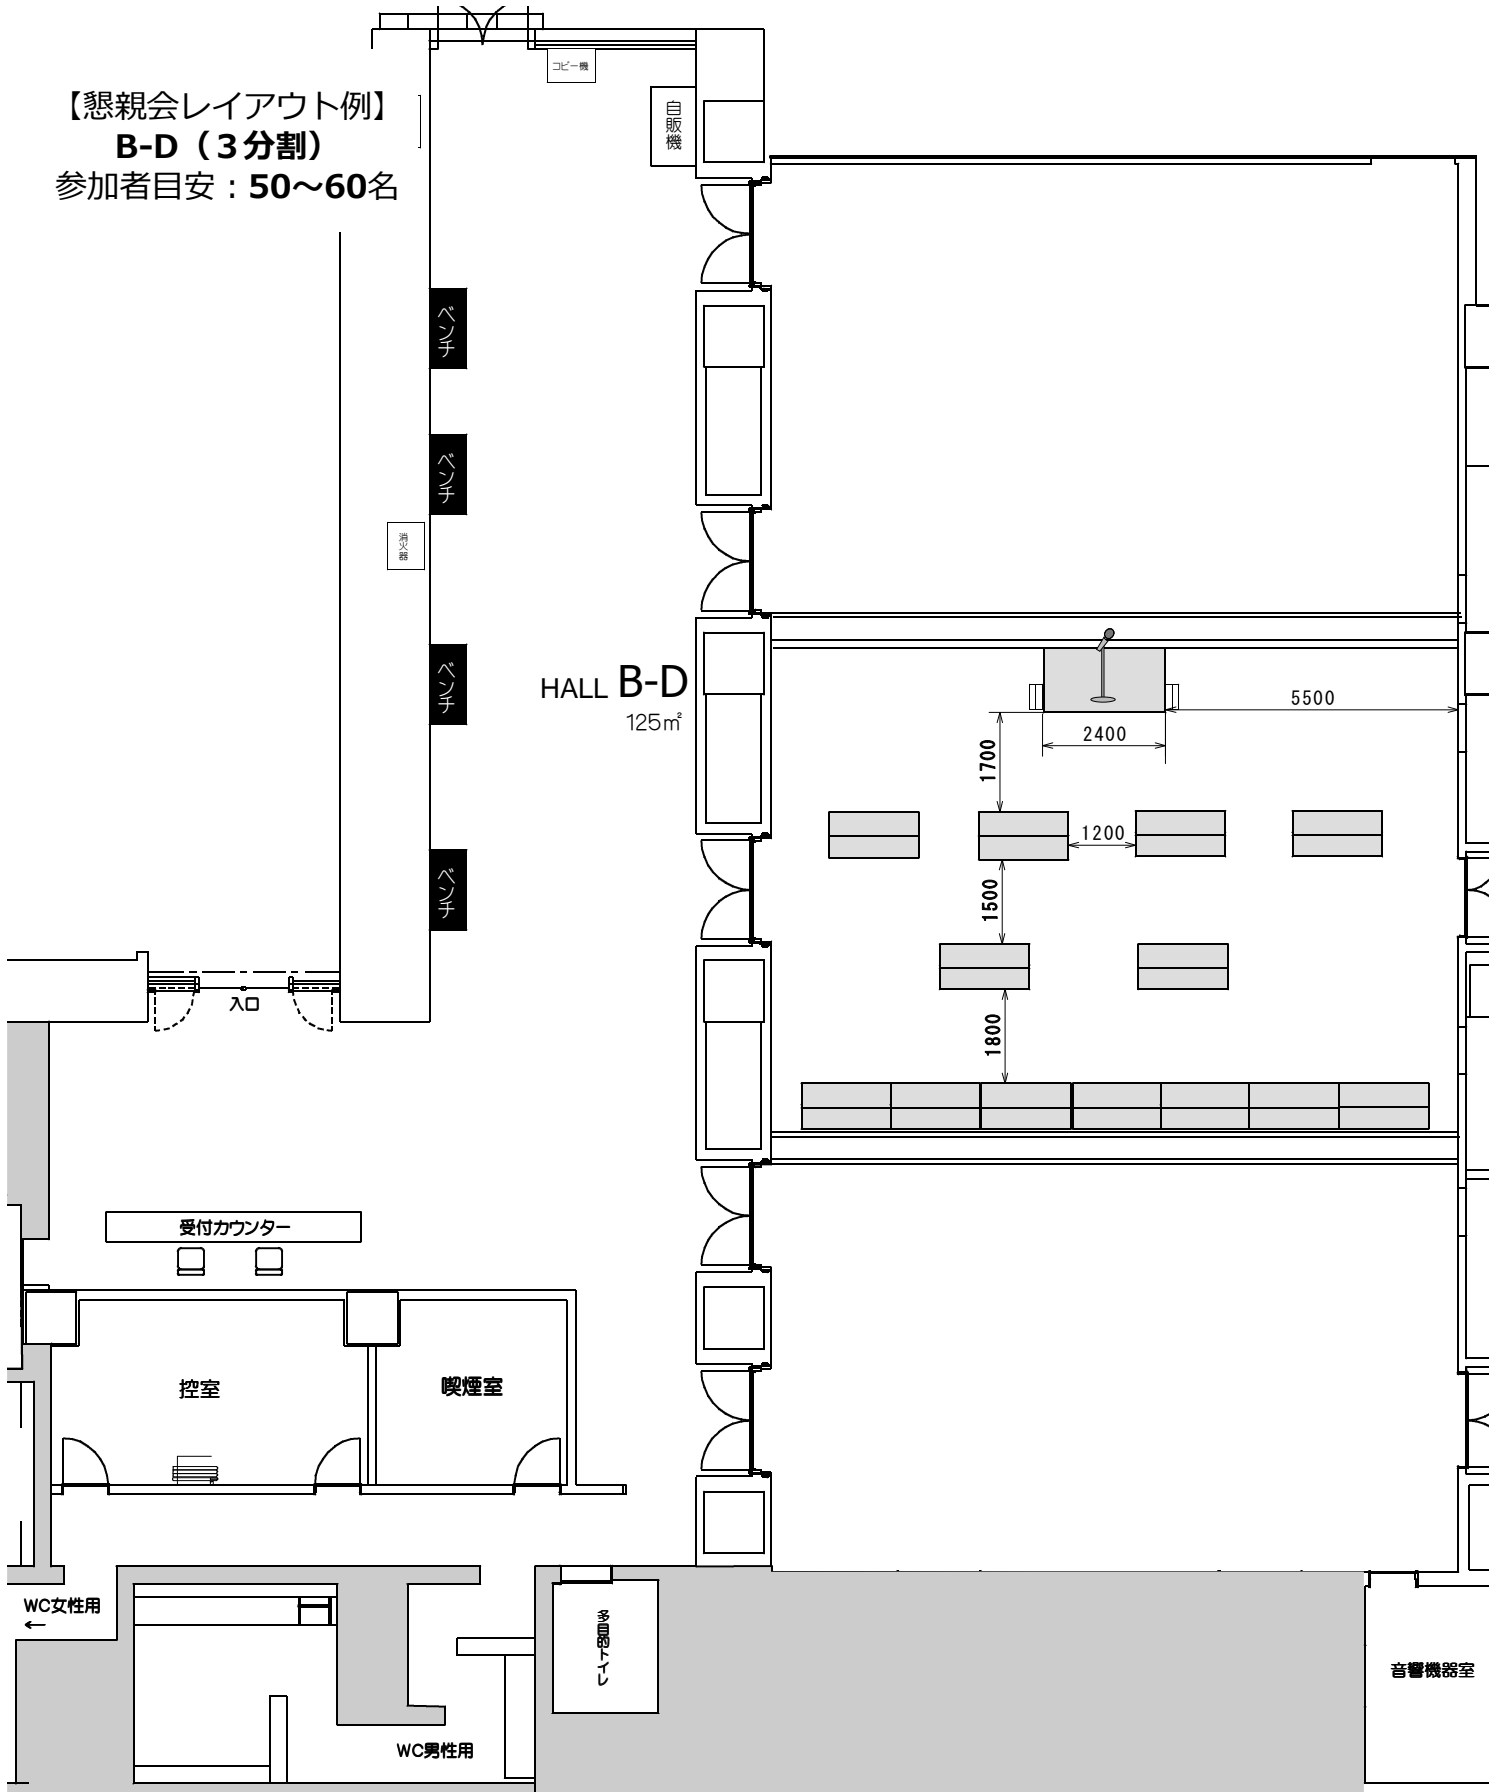 コピー機
自販機
【懇親会レイアウト例】
B-D（３分割）
参加者目安：50～60名
ベンチ
ベンチ
消火器
ベンチ
HALL B-D
125㎡
5500
2400
1700
1200
ベンチ
1500
入口
1800
受付カウンター
控室
喫煙室
WC女性用
←
多目的トイレ
音響機器室
WC男性用